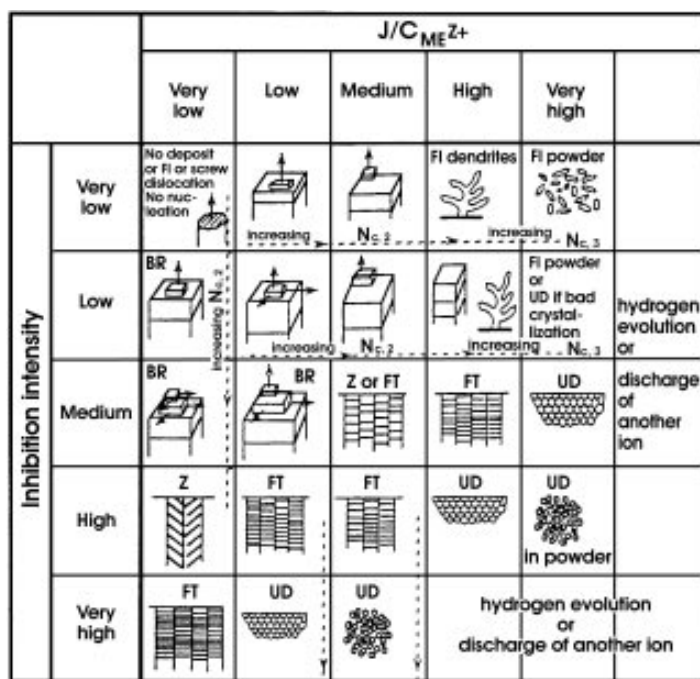 J/C_ME z+
Very
low
Low
Medium
High
Very
high
Inhibition intensity
Very
low
No deposit
or FI or screw
dislocation
No nuc-
leation
FI dendrites
FI powder
increasing
N_c, 2
increasing
N_c, 3
increasing N_c, 2
Low
BR
FI powder
or
UD if bad
crystal-
lization
increasing
N_c, 2
increasing
N_c, 3
hydrogen
evolution
or
discharge
of
another
ion
Medium
BR
BR
Z or FT
FT
UD
High
Z
FT
FT
UD
UD
in powder
Very
high
FT
UD
UD
hydrogen evolution
or
discharge of another ion